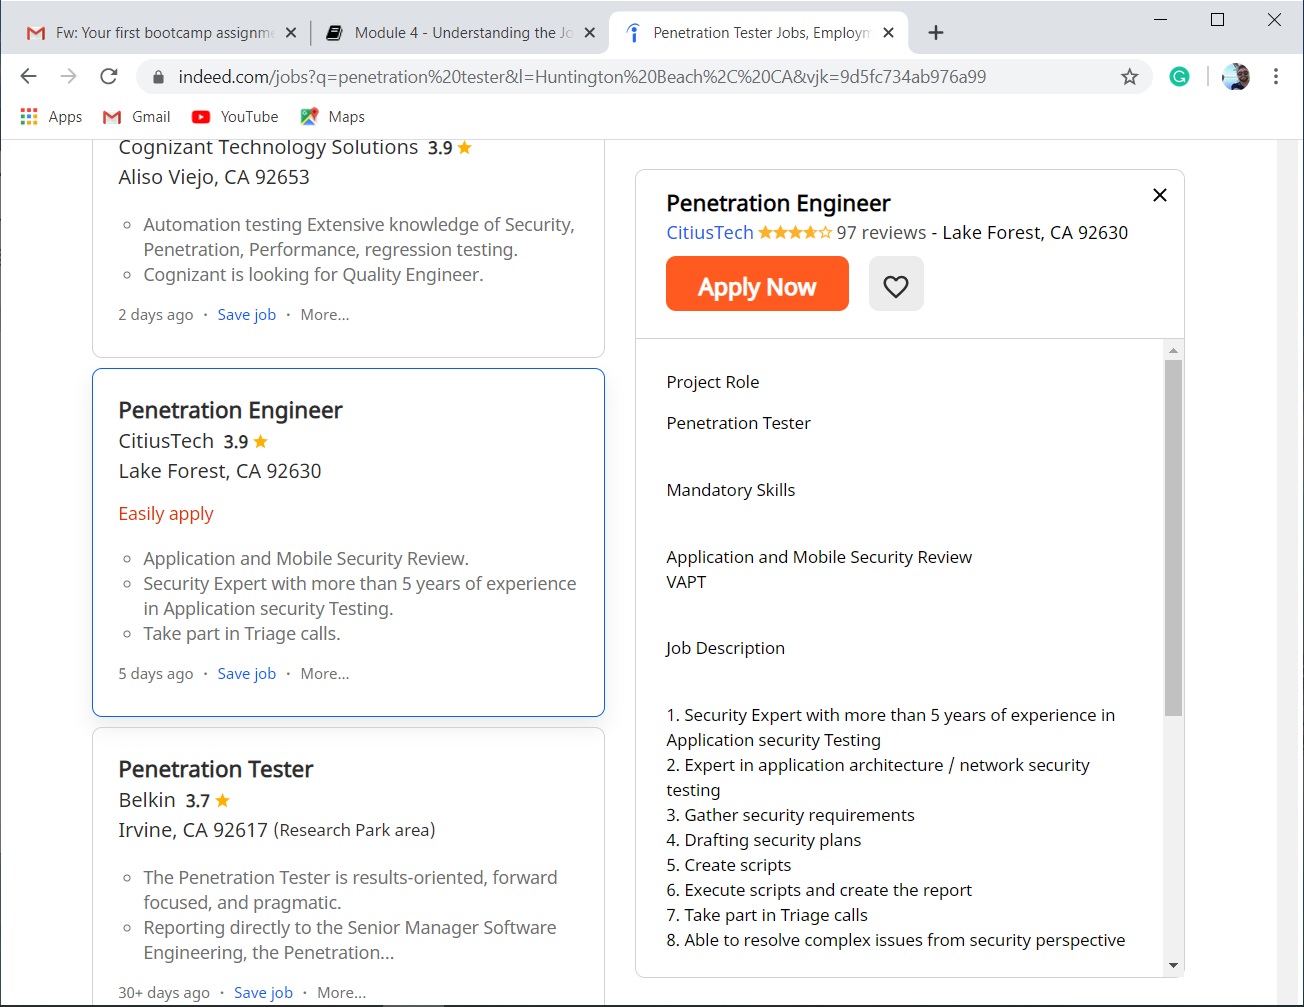 Fw: Your first bootcamp assignme
Module 4 - Understanding the Jo
Penetration Tester Jobs, Employm
indeed.com/jobs?q=penetration%20tester&l=Huntington%20Beach%2C%20CA&vjk=9d5fc734ab976a99
Apps
Gmail
YouTube
Maps
Cognizant Technology Solutions 3.9
Aliso Viejo, CA 92653
Automation testing Extensive knowledge of Security,
Penetration, Performance, regression testing.
Cognizant is looking for Quality Engineer.
2 days ago · Save job · More...
Penetration Engineer
CitiusTech 3.9
Lake Forest, CA 92630
Easily apply
Application and Mobile Security Review.
Security Expert with more than 5 years of experience
in Application security Testing.
Take part in Triage calls.
5 days ago · Save job · More...
Penetration Tester
Belkin 3.7
Irvine, CA 92617 (Research Park area)
The Penetration Tester is results-oriented, forward
focused, and pragmatic.
Reporting directly to the Senior Manager Software
Engineering, the Penetration...
30+ days ago · Save job · More...
Penetration Engineer
CitiusTech 97 reviews - Lake Forest, CA 92630
Apply Now
Project Role
Penetration Tester
Mandatory Skills
Application and Mobile Security Review
VAPT
Job Description
1. Security Expert with more than 5 years of experience in
Application security Testing
2. Expert in application architecture / network security
testing
3. Gather security requirements
4. Drafting security plans
5. Create scripts
6. Execute scripts and create the report
7. Take part in Triage calls
8. Able to resolve complex issues from security perspective